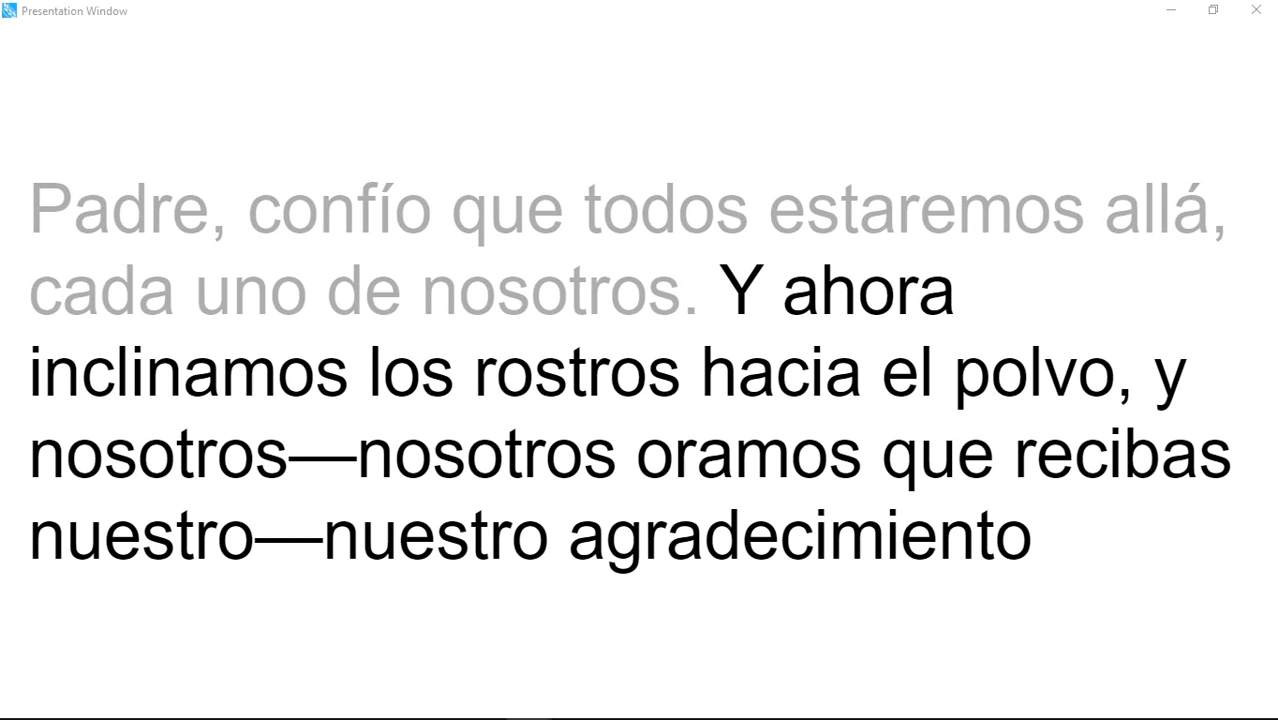 Presentation Window
Padre, confío que todos estaremos allá,
cada uno de nosotros. Y ahora
inclinamos los rostros hacia el polvo, y
nosotros—nosotros oramos que recibas
nuestro—nuestro agradecimiento